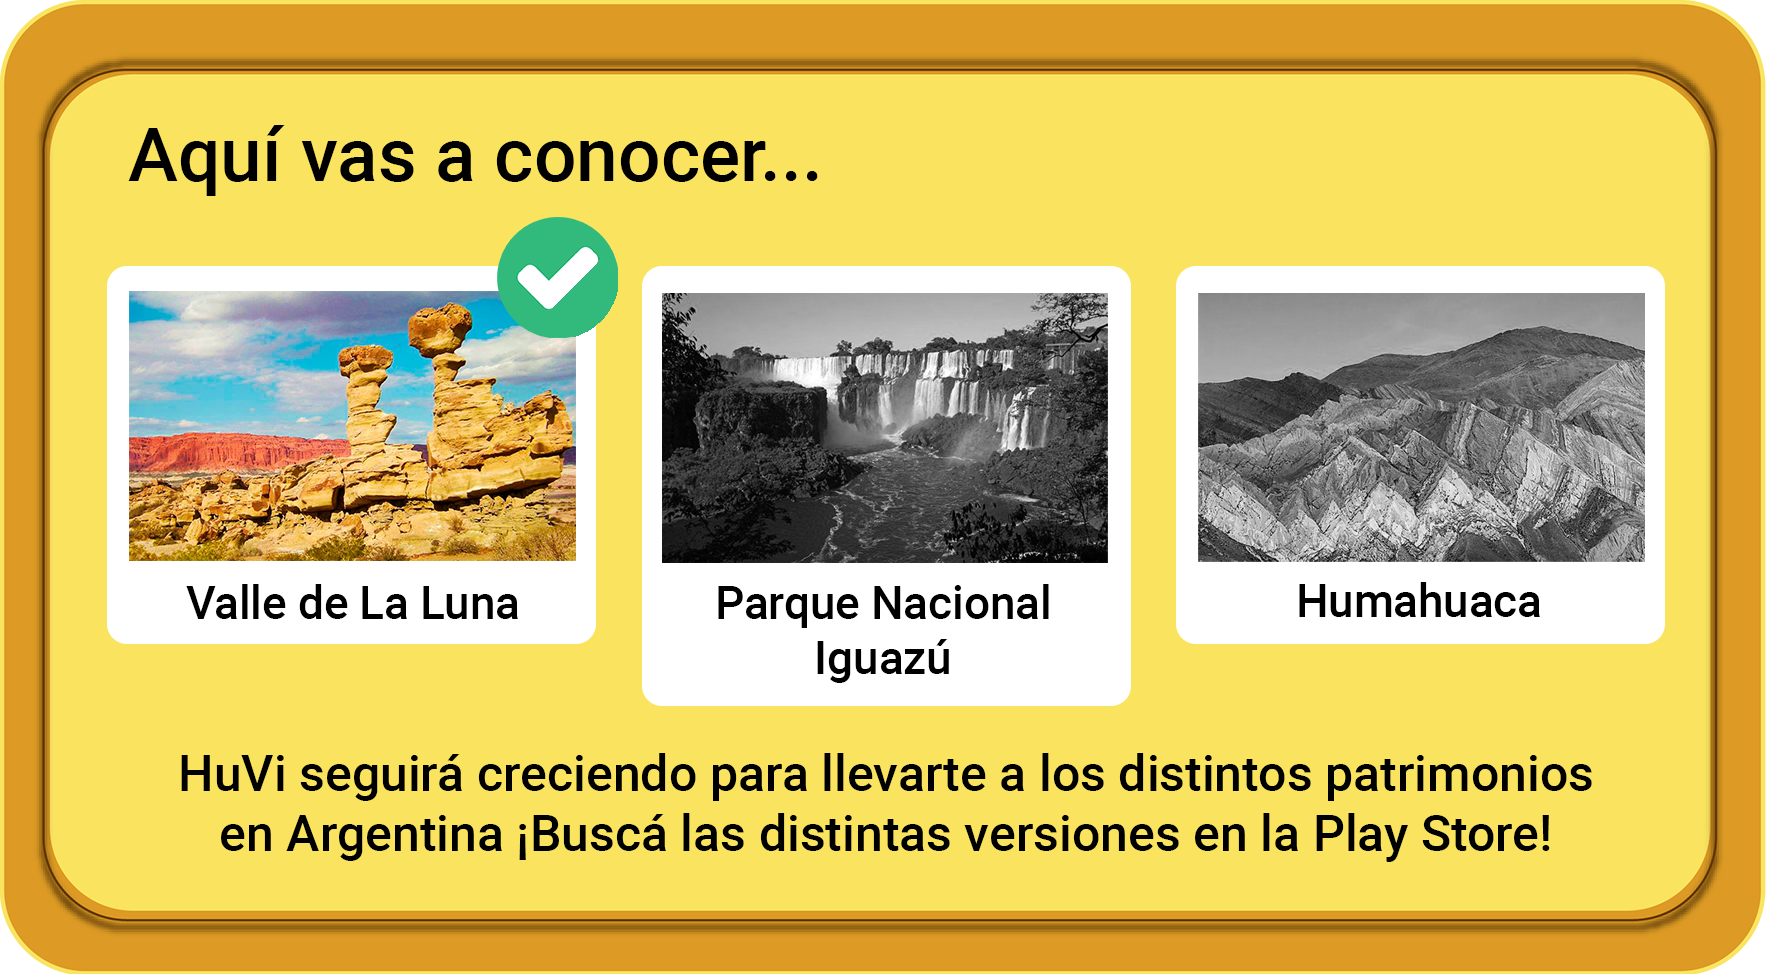 Aquí vas a conocer...
Valle de La Luna
Parque Nacional
Iguazú
Humahuaca
HuVi seguirá creciendo para llevarte a los distintos patrimonios
en Argentina ¡Buscá las distintas versiones en la Play Store!